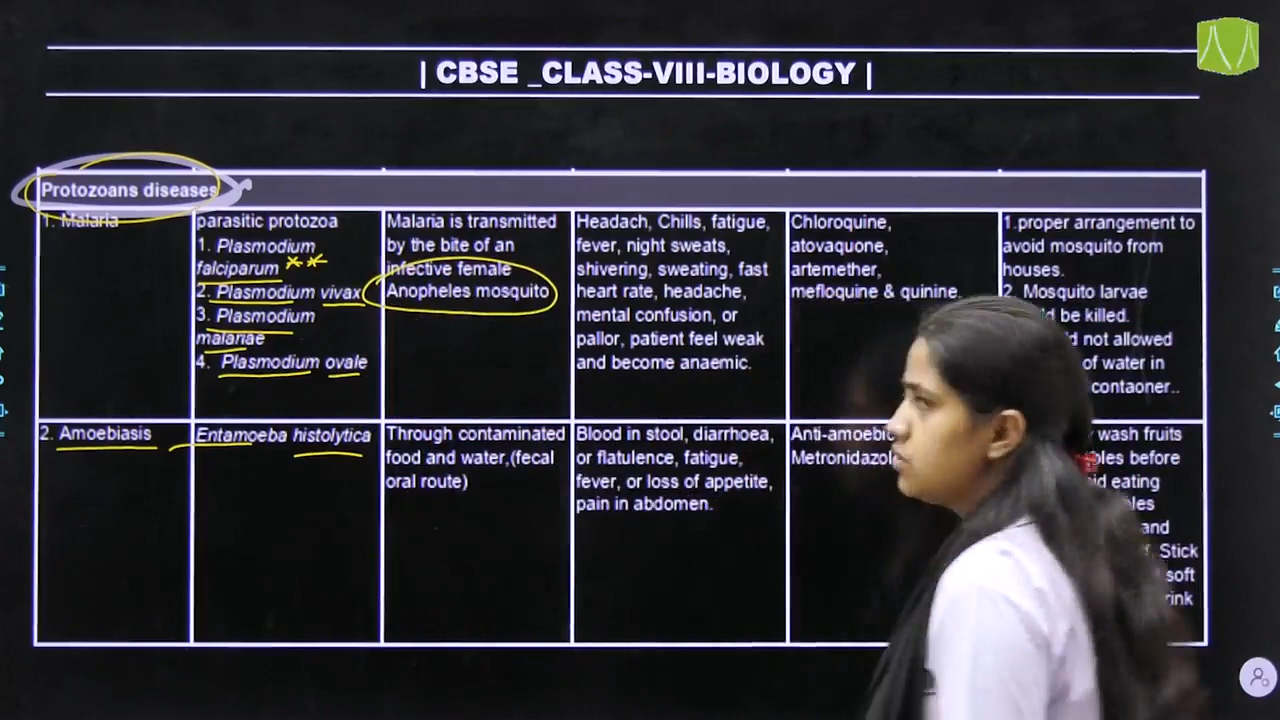 | CBSE _CLASS-VIII-BIOLOGY |
Protozoans diseases
1. Malaria
parasitic protozoa
1. Plasmodium
falciparum **
2. Plasmodium vivax
3. Plasmodium
malariae
4. Plasmodium ovale
Malaria is transmitted
by the bite of an
infective female
Anopheles mosquito
Headach, Chills, fatigue,
fever, night sweats,
shivering, sweating, fast
heart rate, headache,
mental confusion, or
pallor, patient feel weak
and become anaemic.
Chloroquine,
atovaquone,
artemether,
mefloquine & quinine.
1.proper arrangement to
avoid mosquito from
houses.
2. Mosquito larvae
be killed.
not allowed
of water in
contaoner..
2. Amoebiasis
Entamoeba histolytica
Through contaminated
food and water,(fecal
oral route)
Blood in stool, diarrhoea,
or flatulence, fatigue,
fever, or loss of appetite,
pain in abdomen.
wash fruits
before
eating
and
Stick
soft